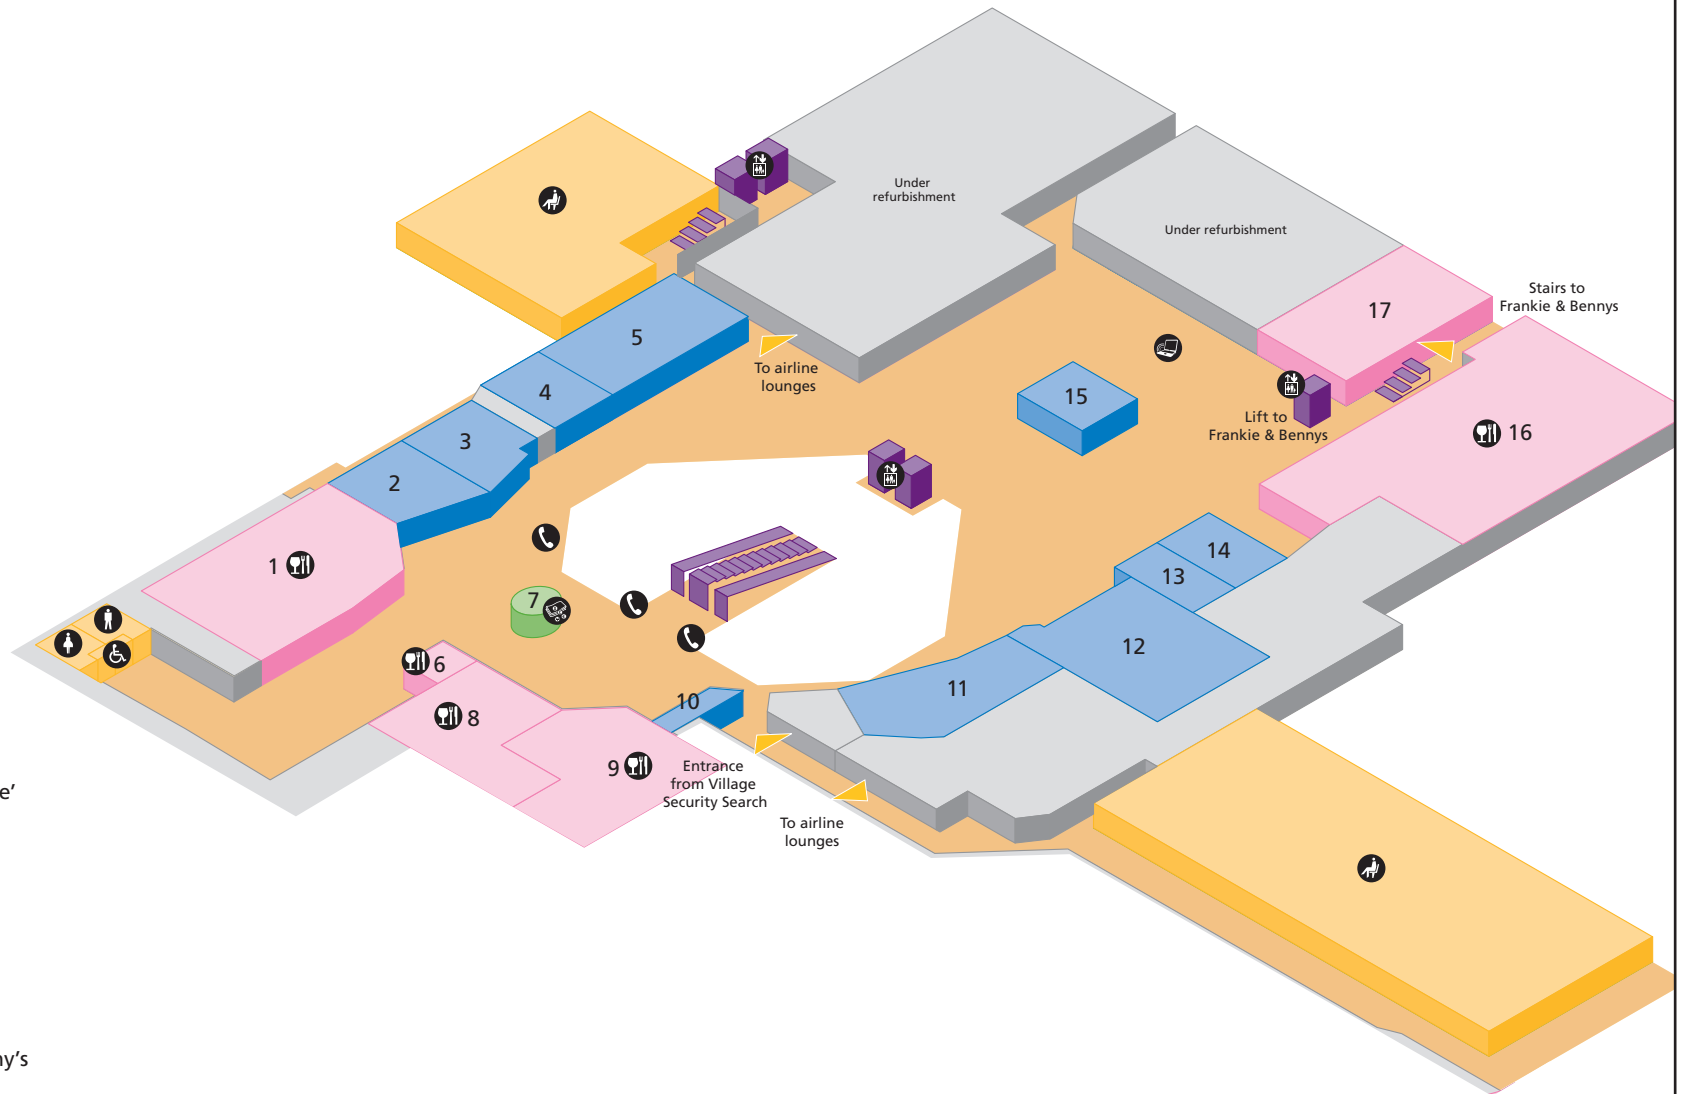 Under
refurbishment
Under refurbishment
Stairs to
Frankie & Bennys
17
5
To airline
lounges
4
15
Lift to
Frankie & Bennys
16
3
2
14
1
13
7
12
6
11
10
8
9
Entrance
from Village
Security Search
To airline
lounges
e’
ny’s